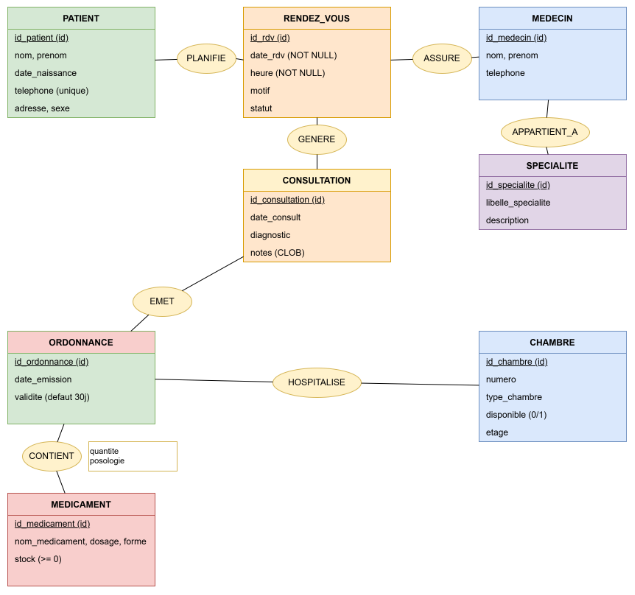 PATIENT
id_patient (id)
nom, prenom
date_naissance
telephone (unique)
adresse, sexe
PLANIFIE
RENDEZ_VOUS
id_rdv (id)
date_rdv (NOT NULL)
heure (NOT NULL)
motif
statut
ASSURE
MEDECIN
id_medecin (id)
nom, prenom
telephone
GENERE
APPARTIENT_A
CONSULTATION
id_consultation (id)
date_consult
diagnostic
notes (CLOB)
SPECIALITE
id_specialite (id)
libelle_specialite
description
EMET
ORDONNANCE
id_ordonnance (id)
date_emission
validite (defaut 30j)
HOSPITALISE
CHAMBRE
id_chambre (id)
numero
type_chambre
disponible (0/1)
etage
CONTIENT
quantite
posologie
MEDICAMENT
id_medicament (id)
nom_medicament, dosage, forme
stock (>= 0)